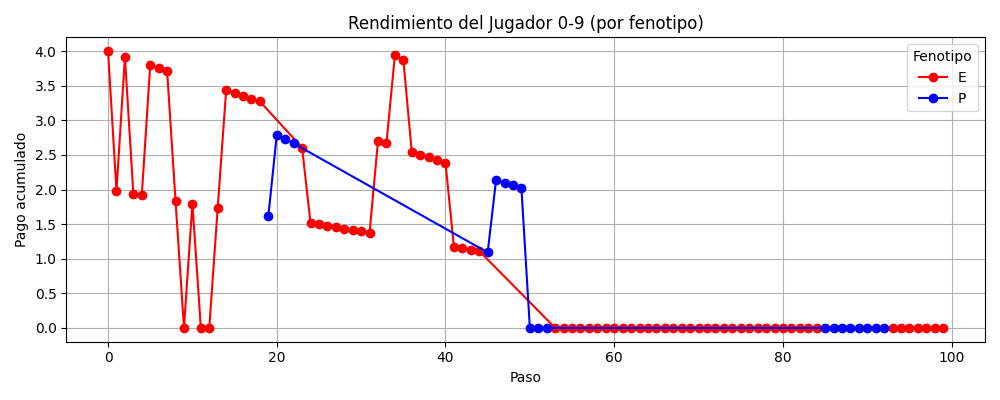 Rendimiento del Jugador 0-9 (por fenotipo)
Pago acumulado
4.0
3.5
3.0
2.5
2.0
1.5
1.0
0.5
0.0
Fenotipo
E
P
0 20 40 60 80 100
Paso